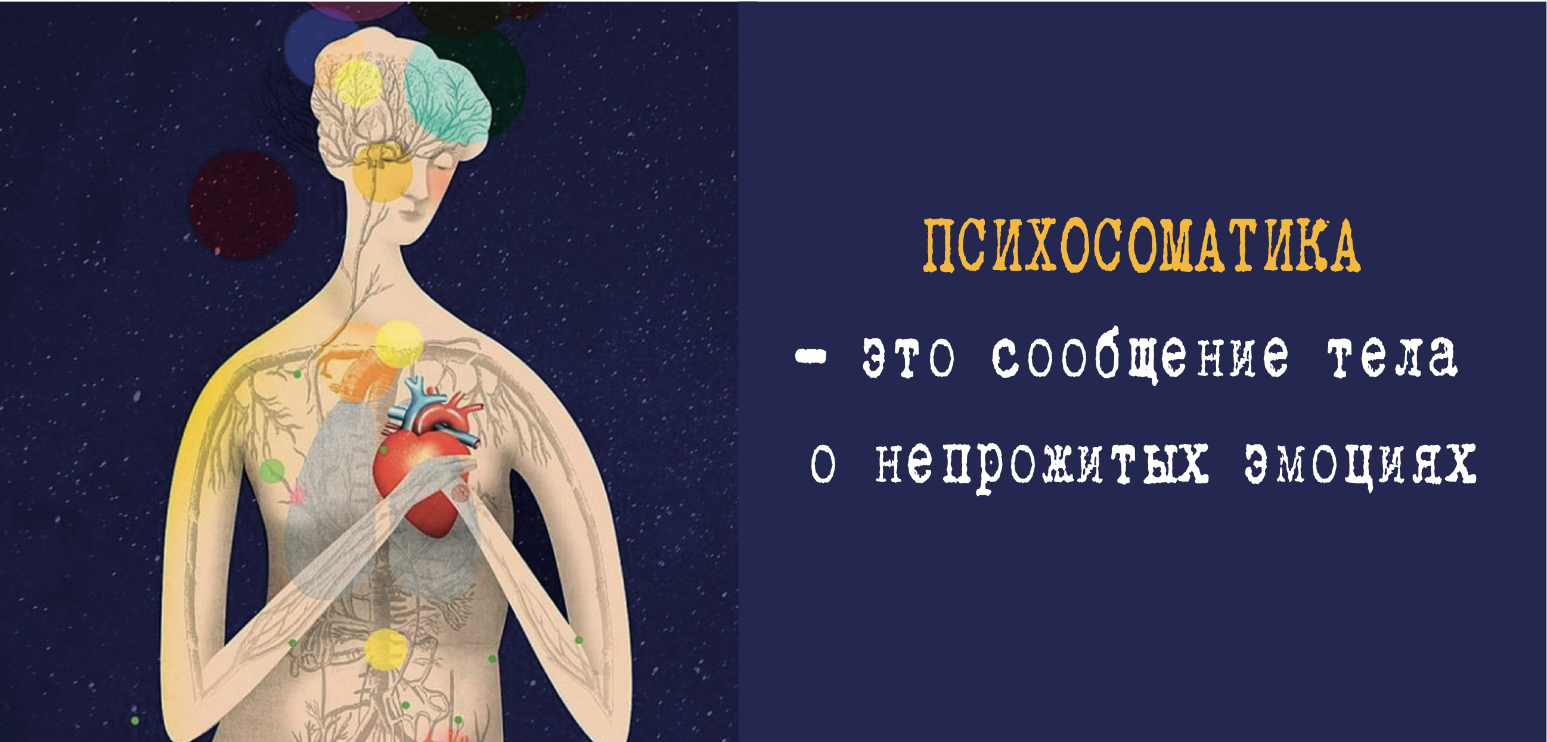 ПСИХОСОМАТИКА
– это сообщение тела
о непрожитых эмоциях